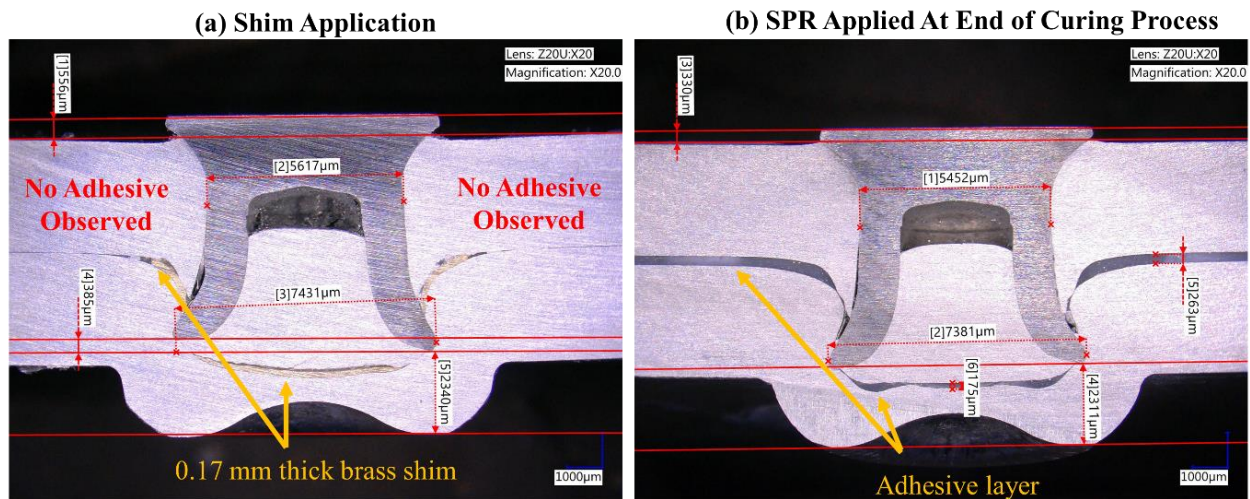 (a) Shim Application
(b) SPR Applied At End of Curing Process
Lens: Z20U:X20
Magnification: X20.0
[1]556µm
[2]5617µm
No Adhesive
Observed
No Adhesive
Observed
[4]385µm
[3]7431µm
[5]2340µm
0.17 mm thick brass shim
1000µm
Lens: Z20U:X20
Magnification: X20.0
[3]330µm
[1]5452µm
[5]263µm
[2]7381µm
[6]175µm
[4]2311µm
Adhesive layer
1000µm